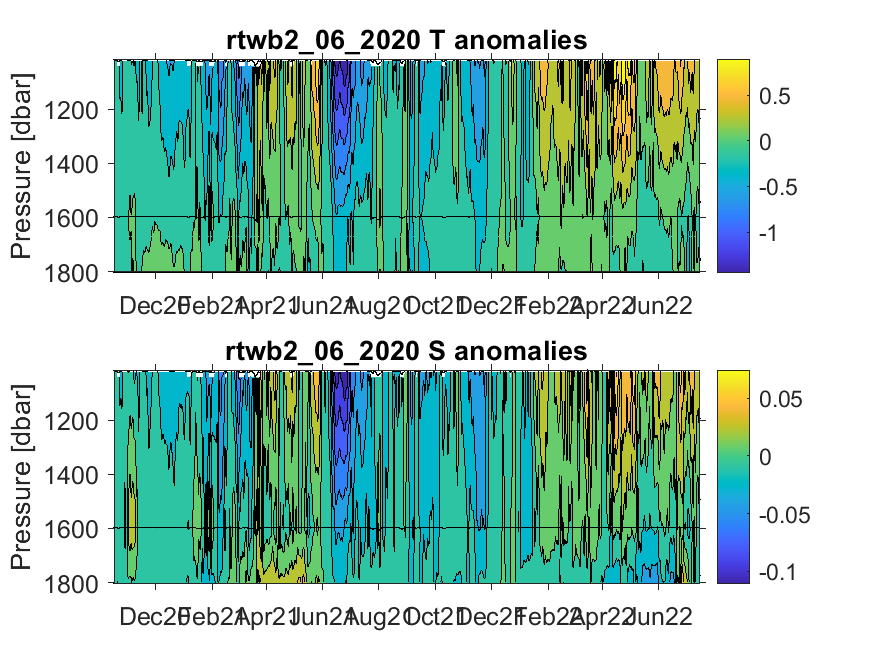 rtwb2_06_2020 T anomalies
Pressure [dbar]
1200
1400
1600
1800
Dec20 Feb21 Apr21 Jun21 Aug21 Oct21 Dec21 Feb22 Apr22 Jun22
0.5
0
-0.5
-1
rtwb2_06_2020 S anomalies
Pressure [dbar]
1200
1400
1600
1800
Dec20 Feb21 Apr21 Jun21 Aug21 Oct21 Dec21 Feb22 Apr22 Jun22
0.05
0
-0.05
-0.1